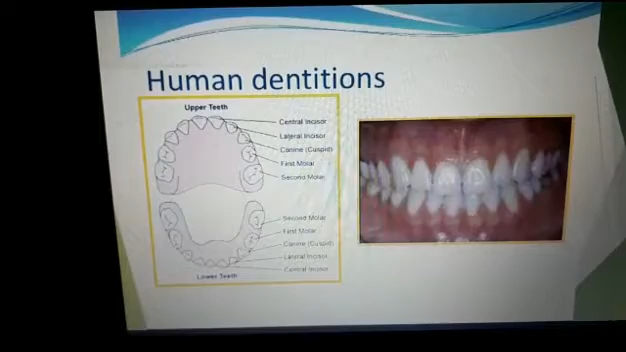 Human dentitions
Upper Teeth
Central Incisor
Lateral Incisor
Canine (Cuspid)
First Molar
Second Molar
Second Molar
First Molar
Canine (Cuspid)
Lateral Incisor
Central Incisor
Lower Teeth